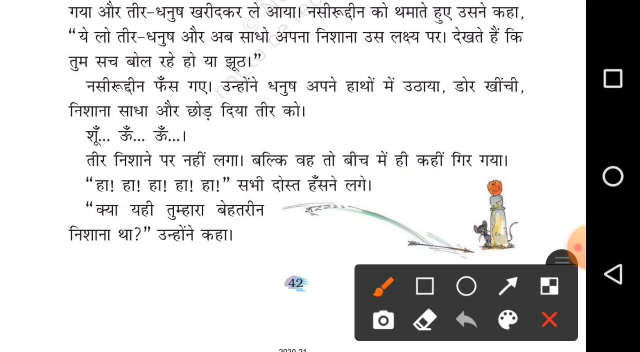 गया और तीर-धनुष खरीदकर ले आया। नसीरूद्दीन को थमाते हुए उसने कहा,
“ये लो तीर-धनुष और अब साधो अपना निशाना उस लक्ष्य पर। देखते हैं कि
तुम सच बोल रहे हो या झूठ।”
नसीरूद्दीन फँस गए। उन्होंने धनुष अपने हाथों में उठाया, डोर खींची,
निशाना साधा और छोड़ दिया तीर को।
शूँ... ऊँ... ऊँ...।
तीर निशाने पर नहीं लगा। बल्कि वह तो बीच में ही कहीं गिर गया।
“हा! हा! हा! हा! हा!” सभी दोस्त हँसने लगे।
“क्या यही तुम्हारा बेहतरीन
निशाना था?” उन्होंने कहा।
42
2020-21